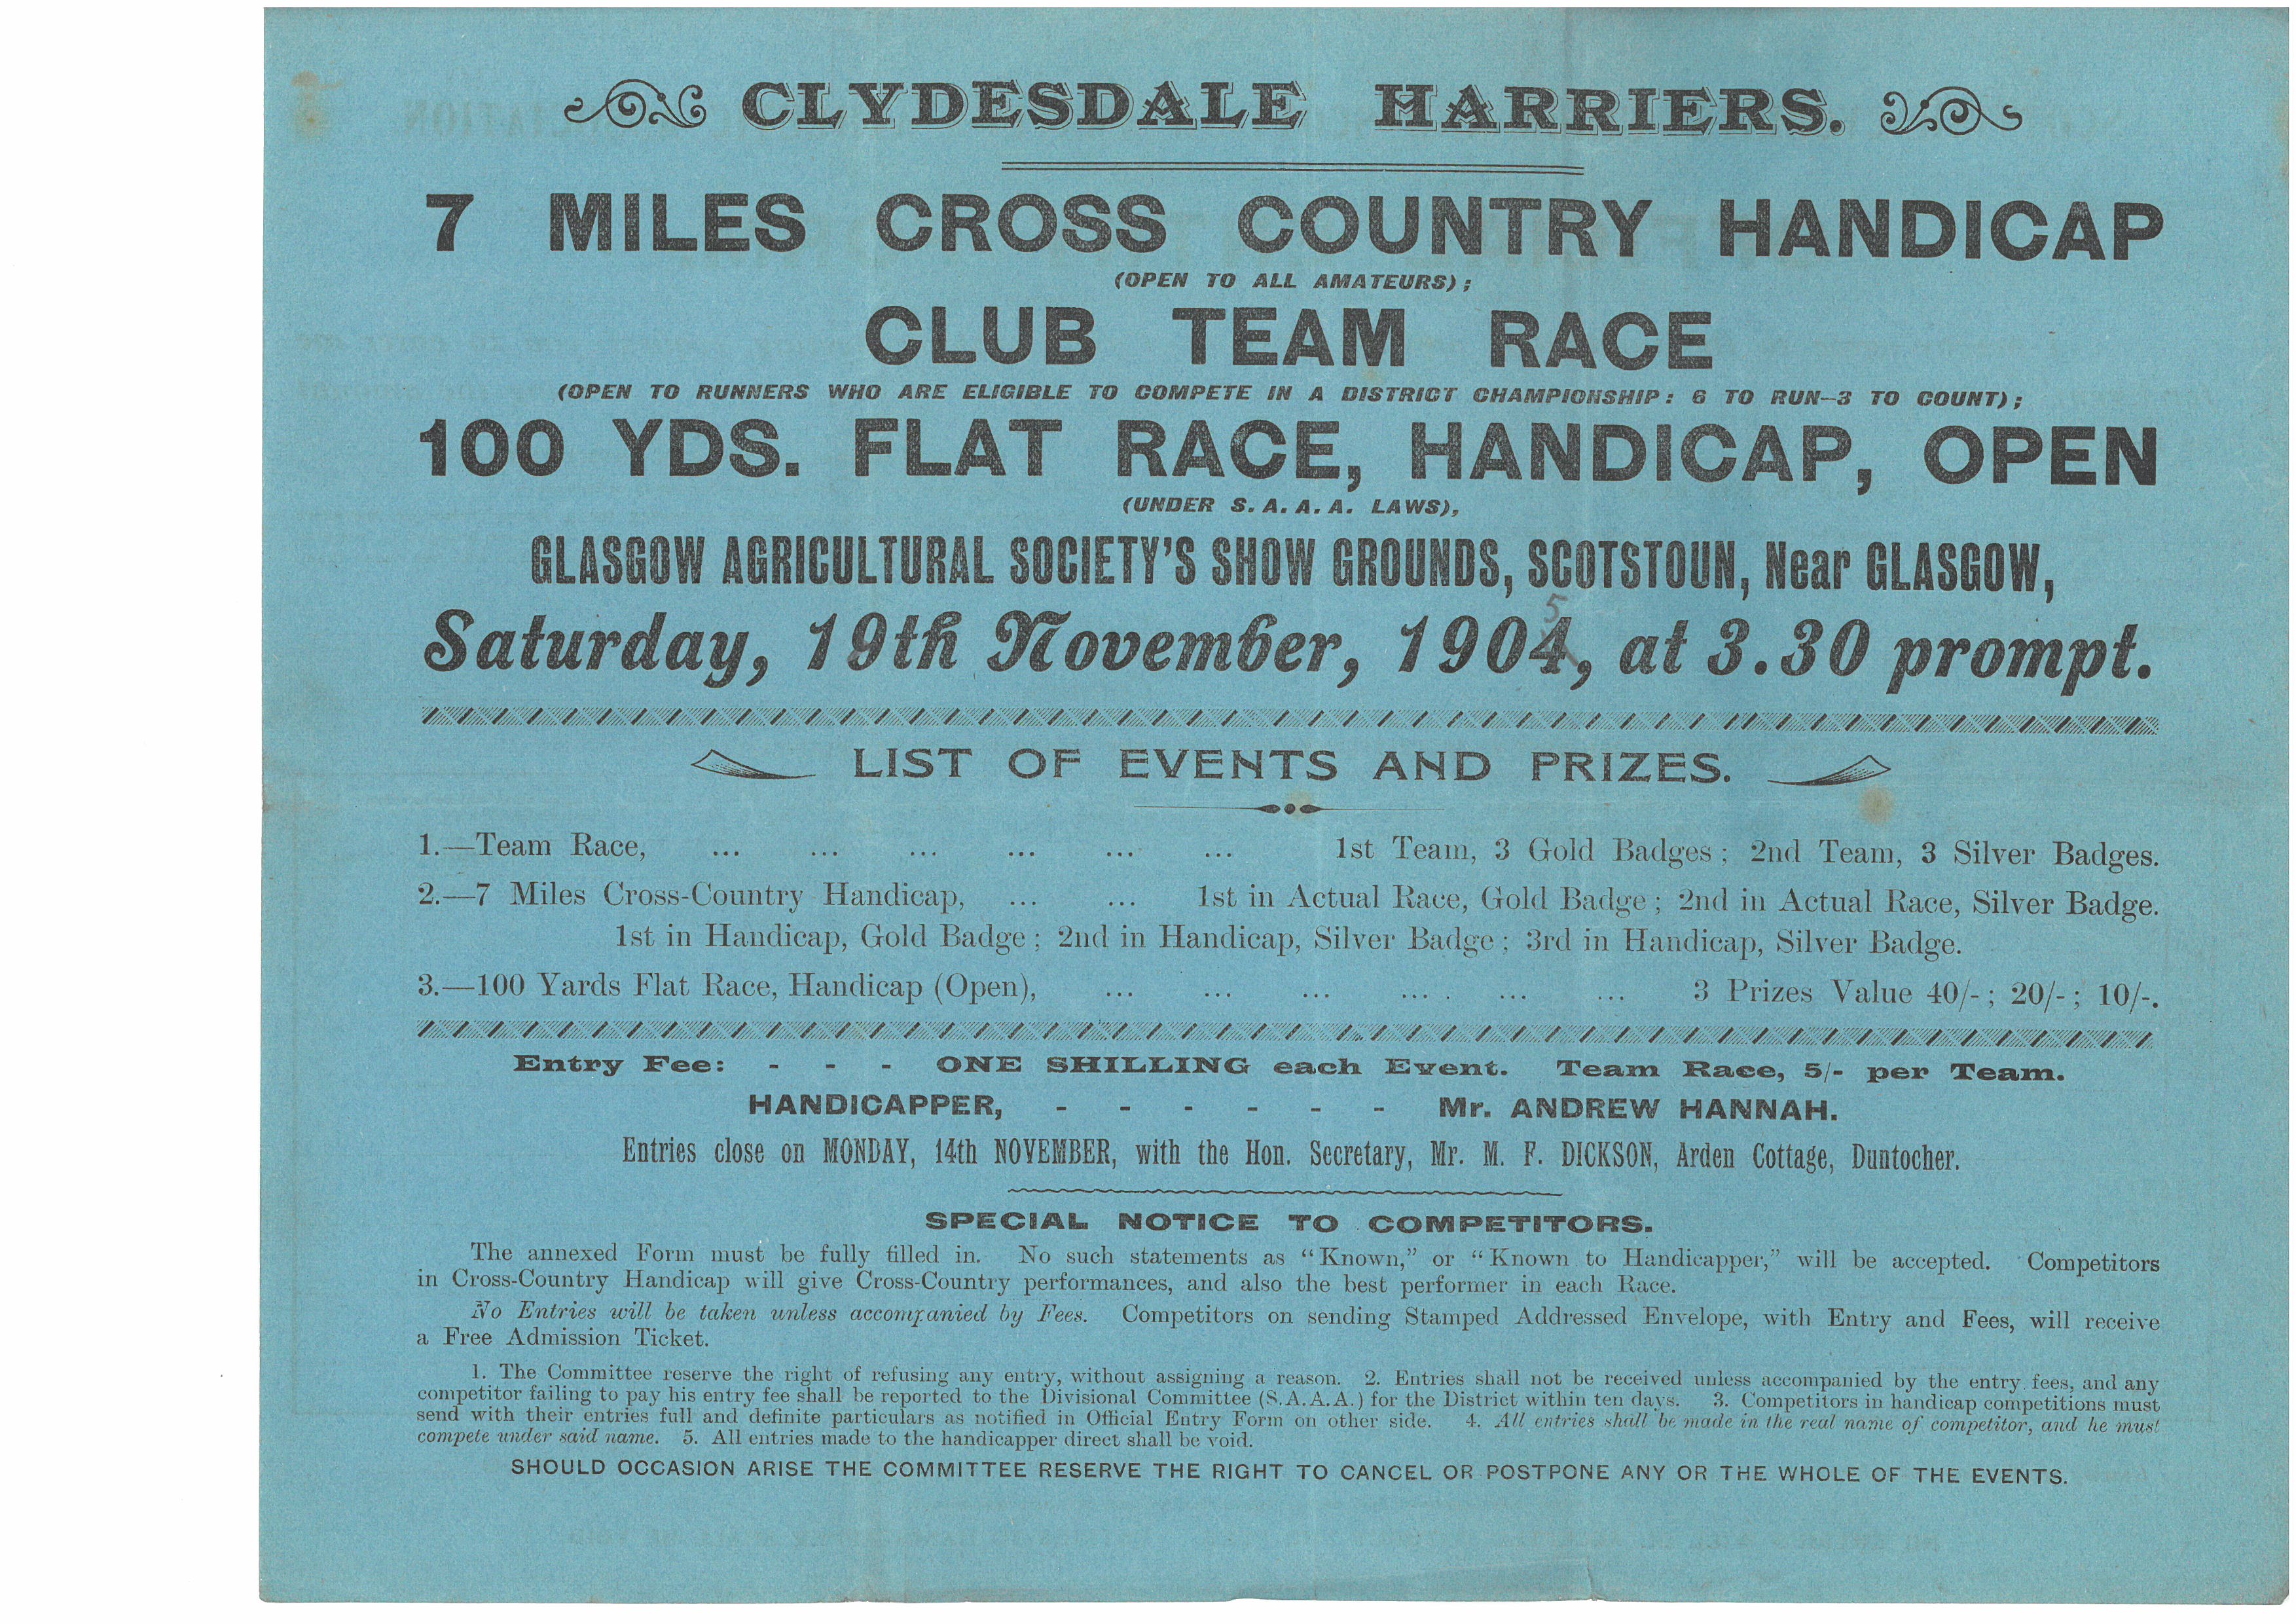 CLYDESDALE HARRIERS.
7 MILES CROSS COUNTRY HANDICAP
(OPEN TO ALL AMATEURS);
CLUB TEAM RACE
(OPEN TO RUNNERS WHO ARE ELIGIBLE TO COMPETE IN A DISTRICT CHAMPIONSHIP: 6 TO RUN—3 TO COUNT);
100 YDS. FLAT RACE, HANDICAP, OPEN
(UNDER S. A. A. A. LAWS),
GLASGOW AGRICULTURAL SOCIETY'S SHOW GROUNDS, SCOTSTOUN, Near GLASGOW,
5
Saturday, 19th November, 1904, at 3.30 prompt.
LIST OF EVENTS AND PRIZES.
1.—Team Race, ... ... ... ... ... ... 1st Team, 3 Gold Badges; 2nd Team, 3 Silver Badges.
2.—7 Miles Cross-Country Handicap, ... ... 1st in Actual Race, Gold Badge; 2nd in Actual Race, Silver Badge.
1st in Handicap, Gold Badge; 2nd in Handicap, Silver Badge; 3rd in Handicap, Silver Badge.
3.—100 Yards Flat Race, Handicap (Open), ... ... ... ... ... ... 3 Prizes Value 40/-; 20/-; 10/-.
Entry Fee: - - - ONE SHILLING each Event. Team Race, 5/- per Team.
HANDICAPPER, - - - - - - Mr. ANDREW HANNAH.
Entries close on MONDAY, 14th NOVEMBER, with the Hon. Secretary, Mr. M. F. DICKSON, Arden Cottage, Duntocher.
SPECIAL NOTICE TO COMPETITORS.
The annexed Form must be fully filled in. No such statements as "Known," or "Known to Handicapper," will be accepted. Competitors
in Cross-Country Handicap will give Cross-Country performances, and also the best performer in each Race.
No Entries will be taken unless accompanied by Fees. Competitors on sending Stamped Addressed Envelope, with Entry and Fees, will receive
a Free Admission Ticket.
1. The Committee reserve the right of refusing any entry, without assigning a reason. 2. Entries shall not be received unless accompanied by the entry fees, and any
competitor failing to pay his entry fee shall be reported to the Divisional Committee (S.A.A.A.) for the District within ten days. 3. Competitors in handicap competitions must
send with their entries full and definite particulars as notified in Official Entry Form on other side. 4. All entries shall be made in the real name of competitor, and he must
compete under said name. 5. All entries made to the handicapper direct shall be void.
SHOULD OCCASION ARISE THE COMMITTEE RESERVE THE RIGHT TO CANCEL OR POSTPONE ANY OR THE WHOLE OF THE EVENTS.